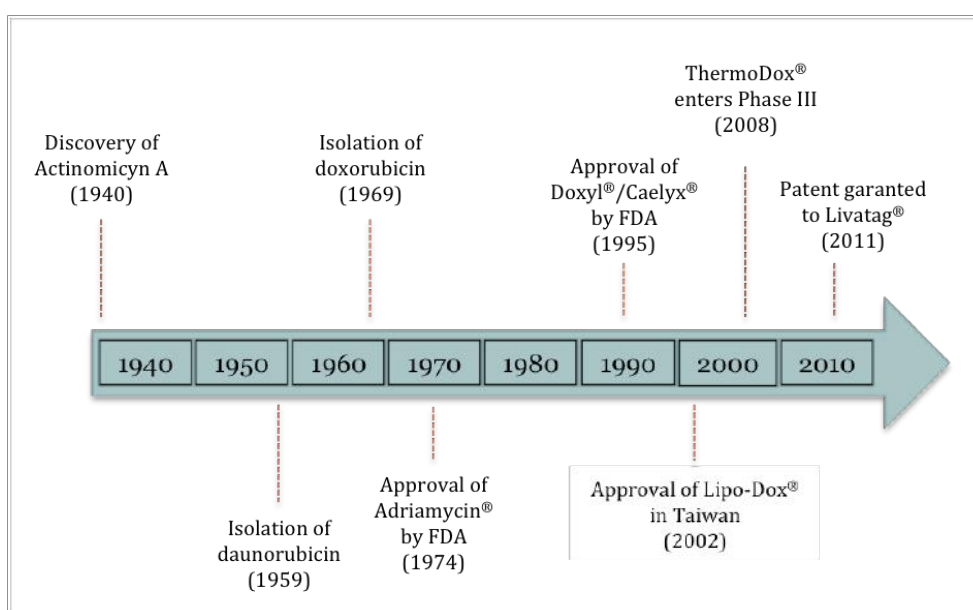 ThermoDox®
enters Phase III
(2008)
Discovery of
Actinomicyn A
(1940)
Isolation of
doxorubicin
(1969)
Approval of
Doxyl®/Caelyx®
by FDA
(1995)
Patent garanted
to Livatag®
(2011)
1940 1950 1960 1970 1980 1990 2000 2010
Isolation of
daunorubicin
(1959)
Approval of
Adriamycin®
by FDA
(1974)
Approval of Lipo-Dox®
in Taiwan
(2002)